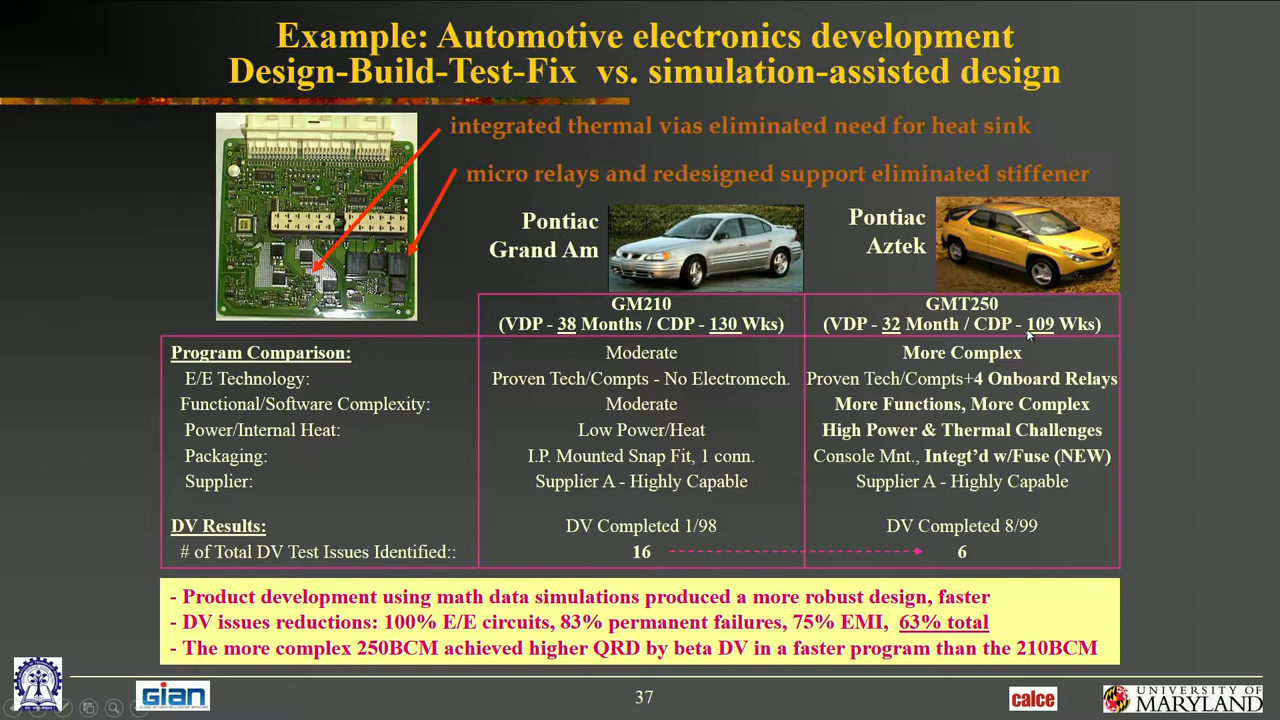 Example: Automotive electronics development
Design-Build-Test-Fix vs. simulation-assisted design
integrated thermal vias eliminated need for heat sink
micro relays and redesigned support eliminated stiffener
Pontiac
Grand Am
Pontiac
Aztek
GM210
(VDP - 38 Months / CDP - 130 Wks)
GMT250
(VDP - 32 Month / CDP - 109 Wks)
Program Comparison: Moderate More Complex
E/E Technology: Proven Tech/Compts - No Electromech. Proven Tech/Compts+4 Onboard Relays
Functional/Software Complexity: Moderate More Functions, More Complex
Power/Internal Heat: Low Power/Heat High Power & Thermal Challenges
Packaging: I.P. Mounted Snap Fit, 1 conn. Console Mnt., Integt'd w/Fuse (NEW)
Supplier: Supplier A - Highly Capable Supplier A - Highly Capable
DV Results: DV Completed 1/98 DV Completed 8/99
# of Total DV Test Issues Identified:: 16 6
- Product development using math data simulations produced a more robust design, faster
- DV issues reductions: 100% E/E circuits, 83% permanent failures, 75% EMI, 63% total
- The more complex 250BCM achieved higher QRD by beta DV in a faster program than the 210BCM
GIAN
37
calce
UNIVERSITY OF
MARYLAND